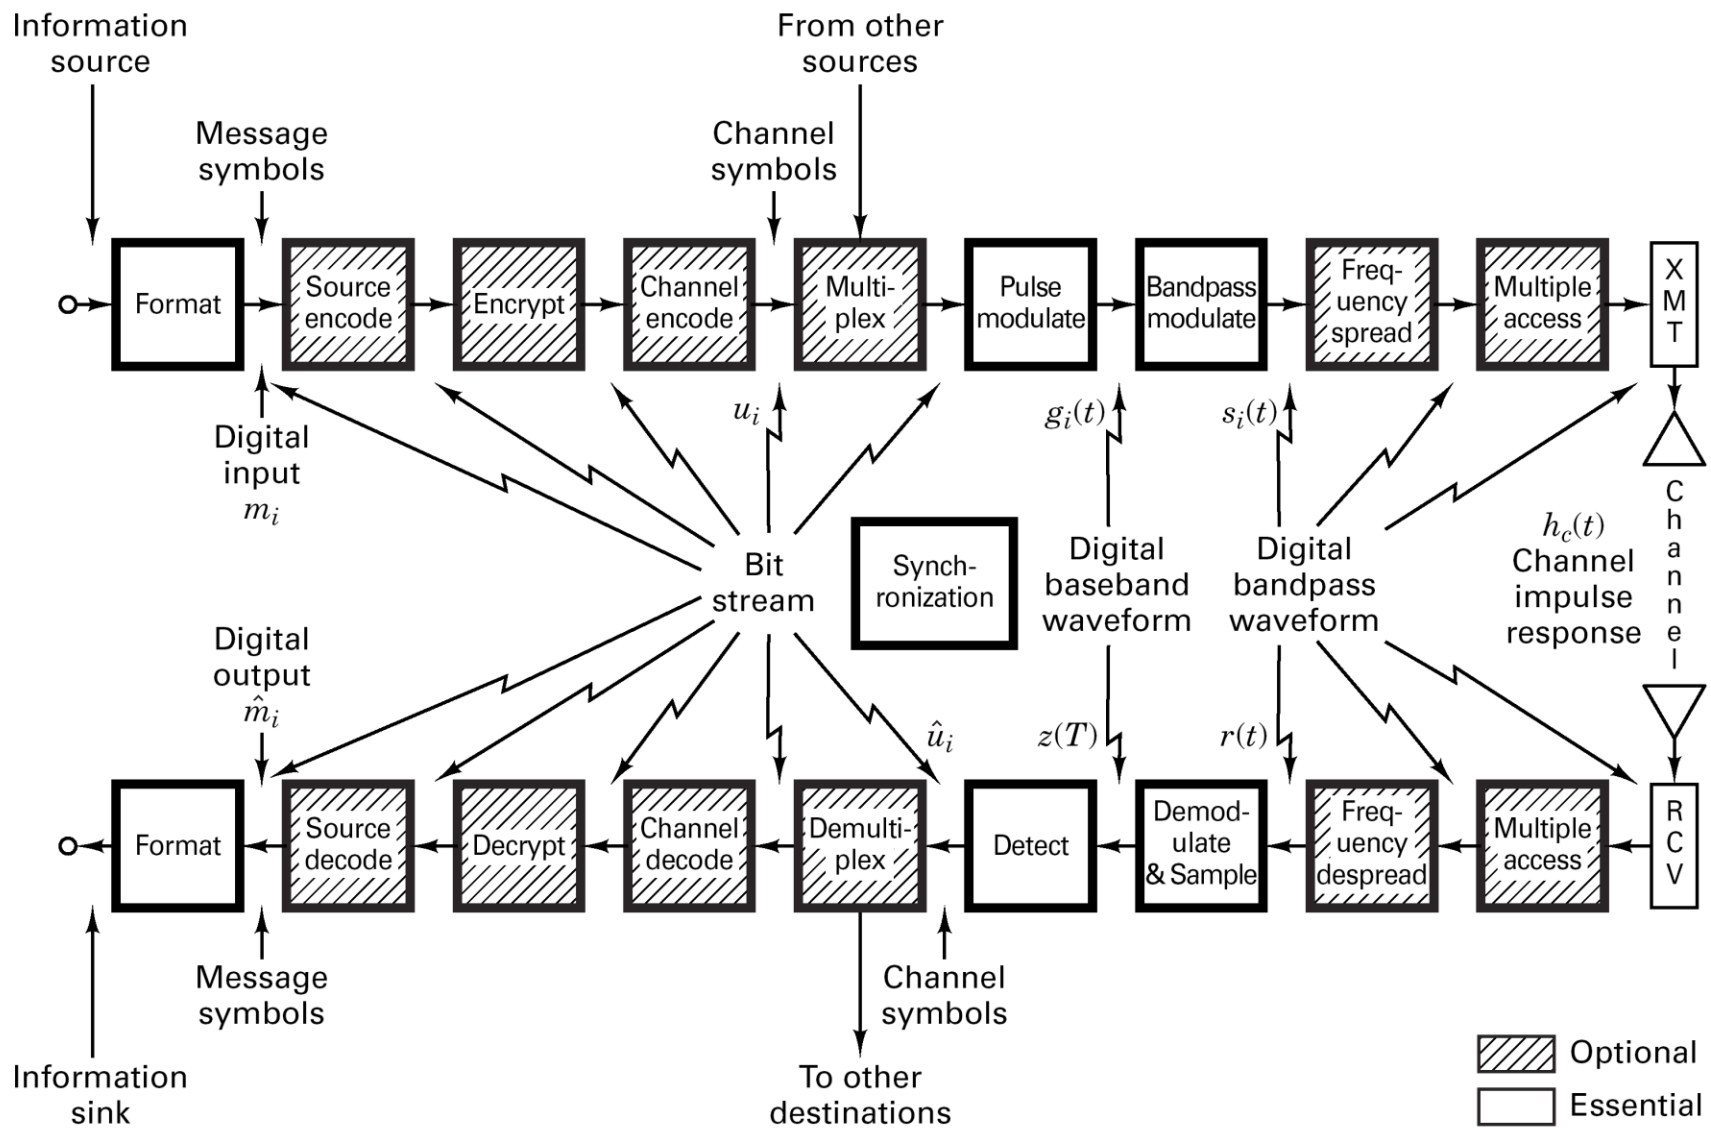 Information
source
From other
sources
Message
symbols
Channel
symbols
Format
Source
encode
Encrypt
Channel
encode
Multi-
plex
Pulse
modulate
Bandpass
modulate
Freq-
uency
spread
Multiple
access
X
M
T
Digital
input
m_i
u_i
g_i(t)
s_i(t)
Bit
stream
Synch-
ronization
Digital
baseband
waveform
Digital
bandpass
waveform
h_c(t)
Channel
impulse
response
C
h
a
n
n
e
l
Digital
output
m̂_i
û_i
z(T)
r(t)
Format
Source
decode
Decrypt
Channel
decode
Demulti-
plex
Detect
Demod-
ulate
& Sample
Freq-
uency
despread
Multiple
access
R
C
V
Message
symbols
Channel
symbols
Information
sink
To other
destinations
Optional
Essential